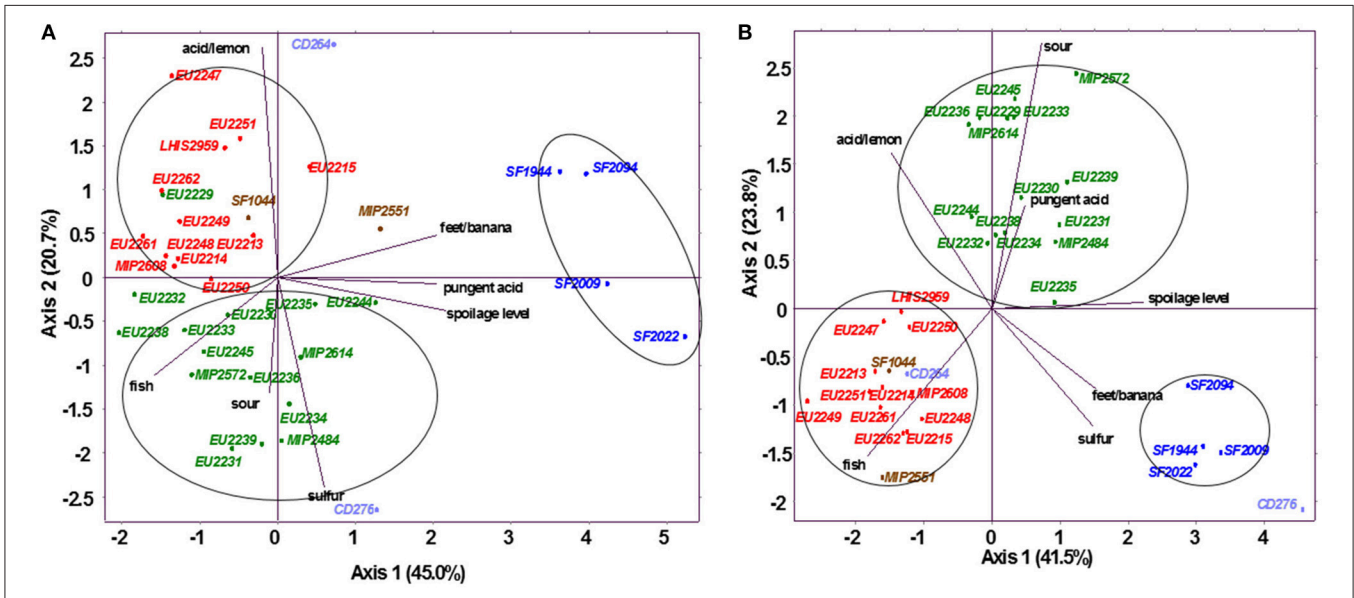 A
acid/lemon
CD264
EU2247
EU2251
LHIS2959
EU2215
EU2262
EU2229
SF1044
MIP2551
SF1944
SF2094
EU2249
EU2261
EU2248
EU2213
feet/banana
MIP2608
EU2214
EU2250
pungent acid
SF2009
EU2232
EU2235
EU2244
spoilage level
EU2230
EU2238
EU2233
SF2022
EU2245
MIP2614
fish
MIP2572
EU2236
sour
EU2234
EU2239
MIP2484
EU2231
sulfur
CD276
2.5
2
1.5
1
0.5
0
-0.5
-1
-1.5
-2
-2.5
Axis 2 (20.7%)
-2 -1 0 1 2 3 4 5
Axis 1 (45.0%)
B
sour
MIP2572
EU2245
EU2236
EU2229
EU2233
MIP2614
acid/lemon
EU2239
EU2230
pungent acid
EU2244
EU2238
EU2231
EU2232
EU2234
MIP2484
EU2235
spoilage level
LHIS2959
EU2247
EU2250
SF1044
EU2213
CD264
EU2251
EU2214
MIP2608
feet/banana
SF2094
EU2249
EU2261
EU2248
EU2262
EU2215
sulfur
fish
SF1944
SF2009
MIP2551
SF2022
CD276
2.5
2
1.5
1
0.5
0
-0.5
-1
-1.5
-2
Axis 2 (23.8%)
-2 -1 0 1 2 3 4
Axis 1 (41.5%)